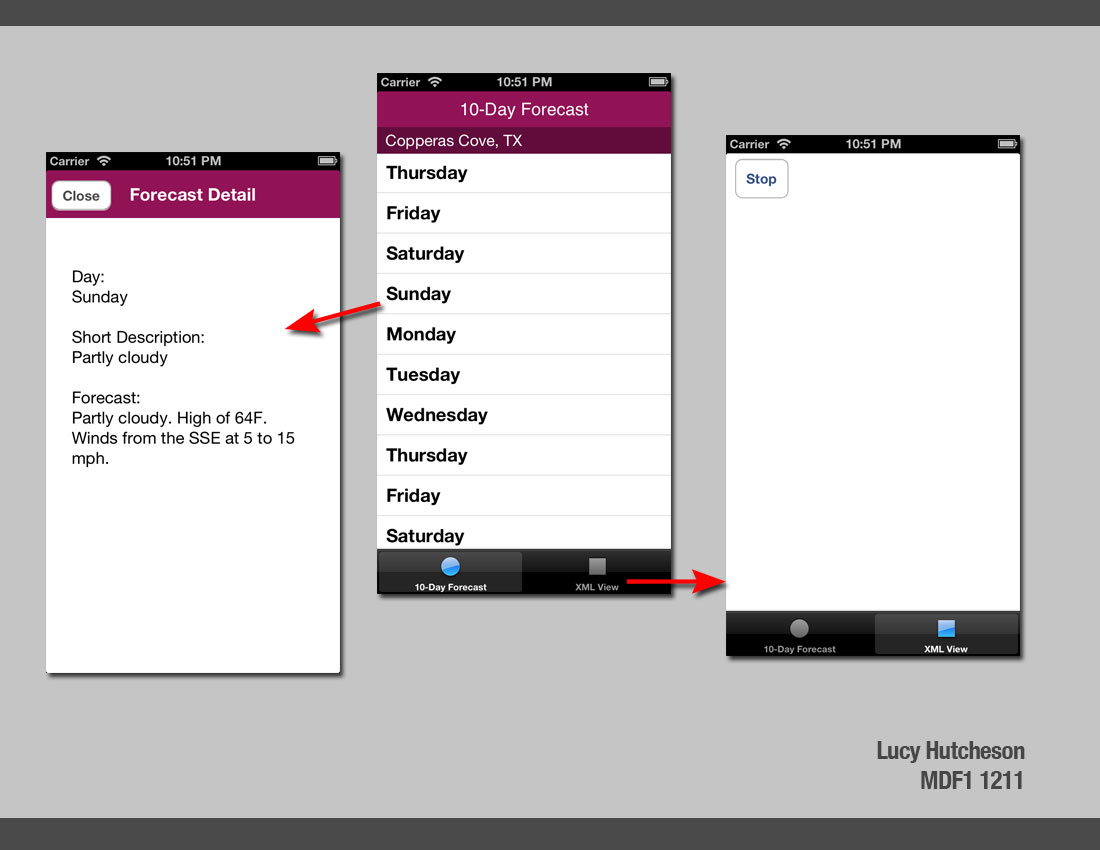 Carrier 10:51 PM
Close Forecast Detail
Day:
Sunday
Short Description:
Partly cloudy
Forecast:
Partly cloudy. High of 64F.
Winds from the SSE at 5 to 15
mph.
Carrier 10:51 PM
10-Day Forecast
Copperas Cove, TX
Thursday
Friday
Saturday
Sunday
Monday
Tuesday
Wednesday
Thursday
Friday
Saturday
10-Day Forecast XML View
Carrier 10:51 PM
Stop
10-Day Forecast XML View
Lucy Hutcheson
MDF1 1211